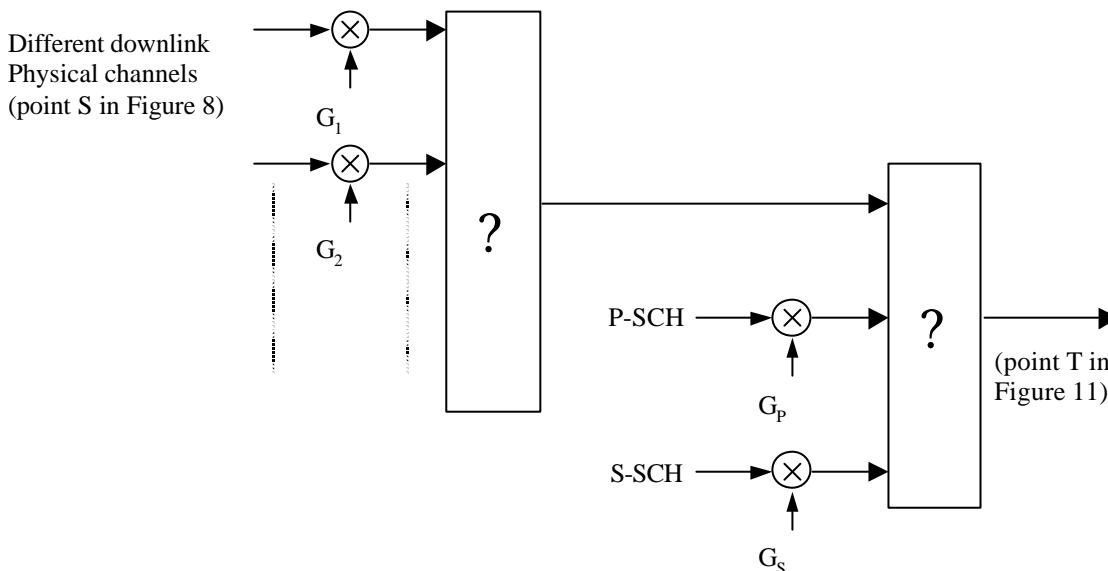 Different downlink
Physical channels
(point S in Figure 8)
G1
G2
?
P-SCH
GP
S-SCH
GS
?
(point T in
Figure 11)